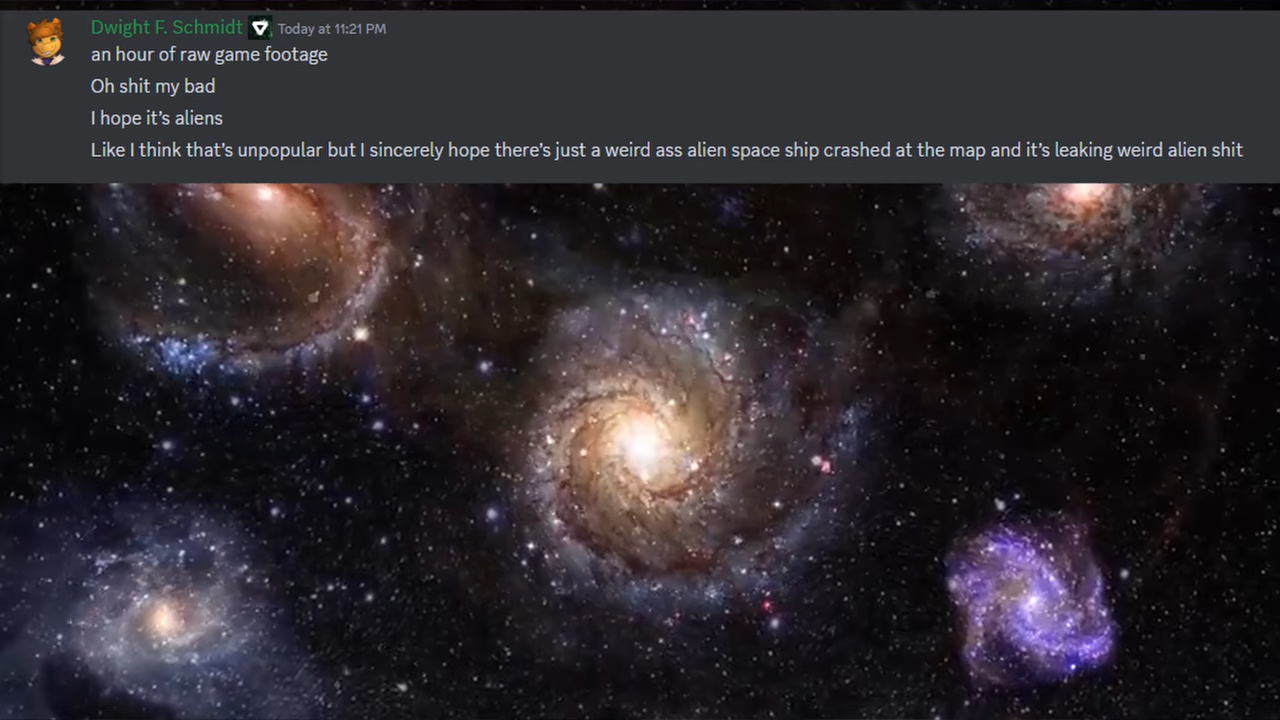 Dwight F. Schmidt Today at 11:21 PM
an hour of raw game footage
Oh shit my bad
I hope it’s aliens
Like I think that’s unpopular but I sincerely hope there’s just a weird ass alien space ship crashed at the map and it’s leaking weird alien shit